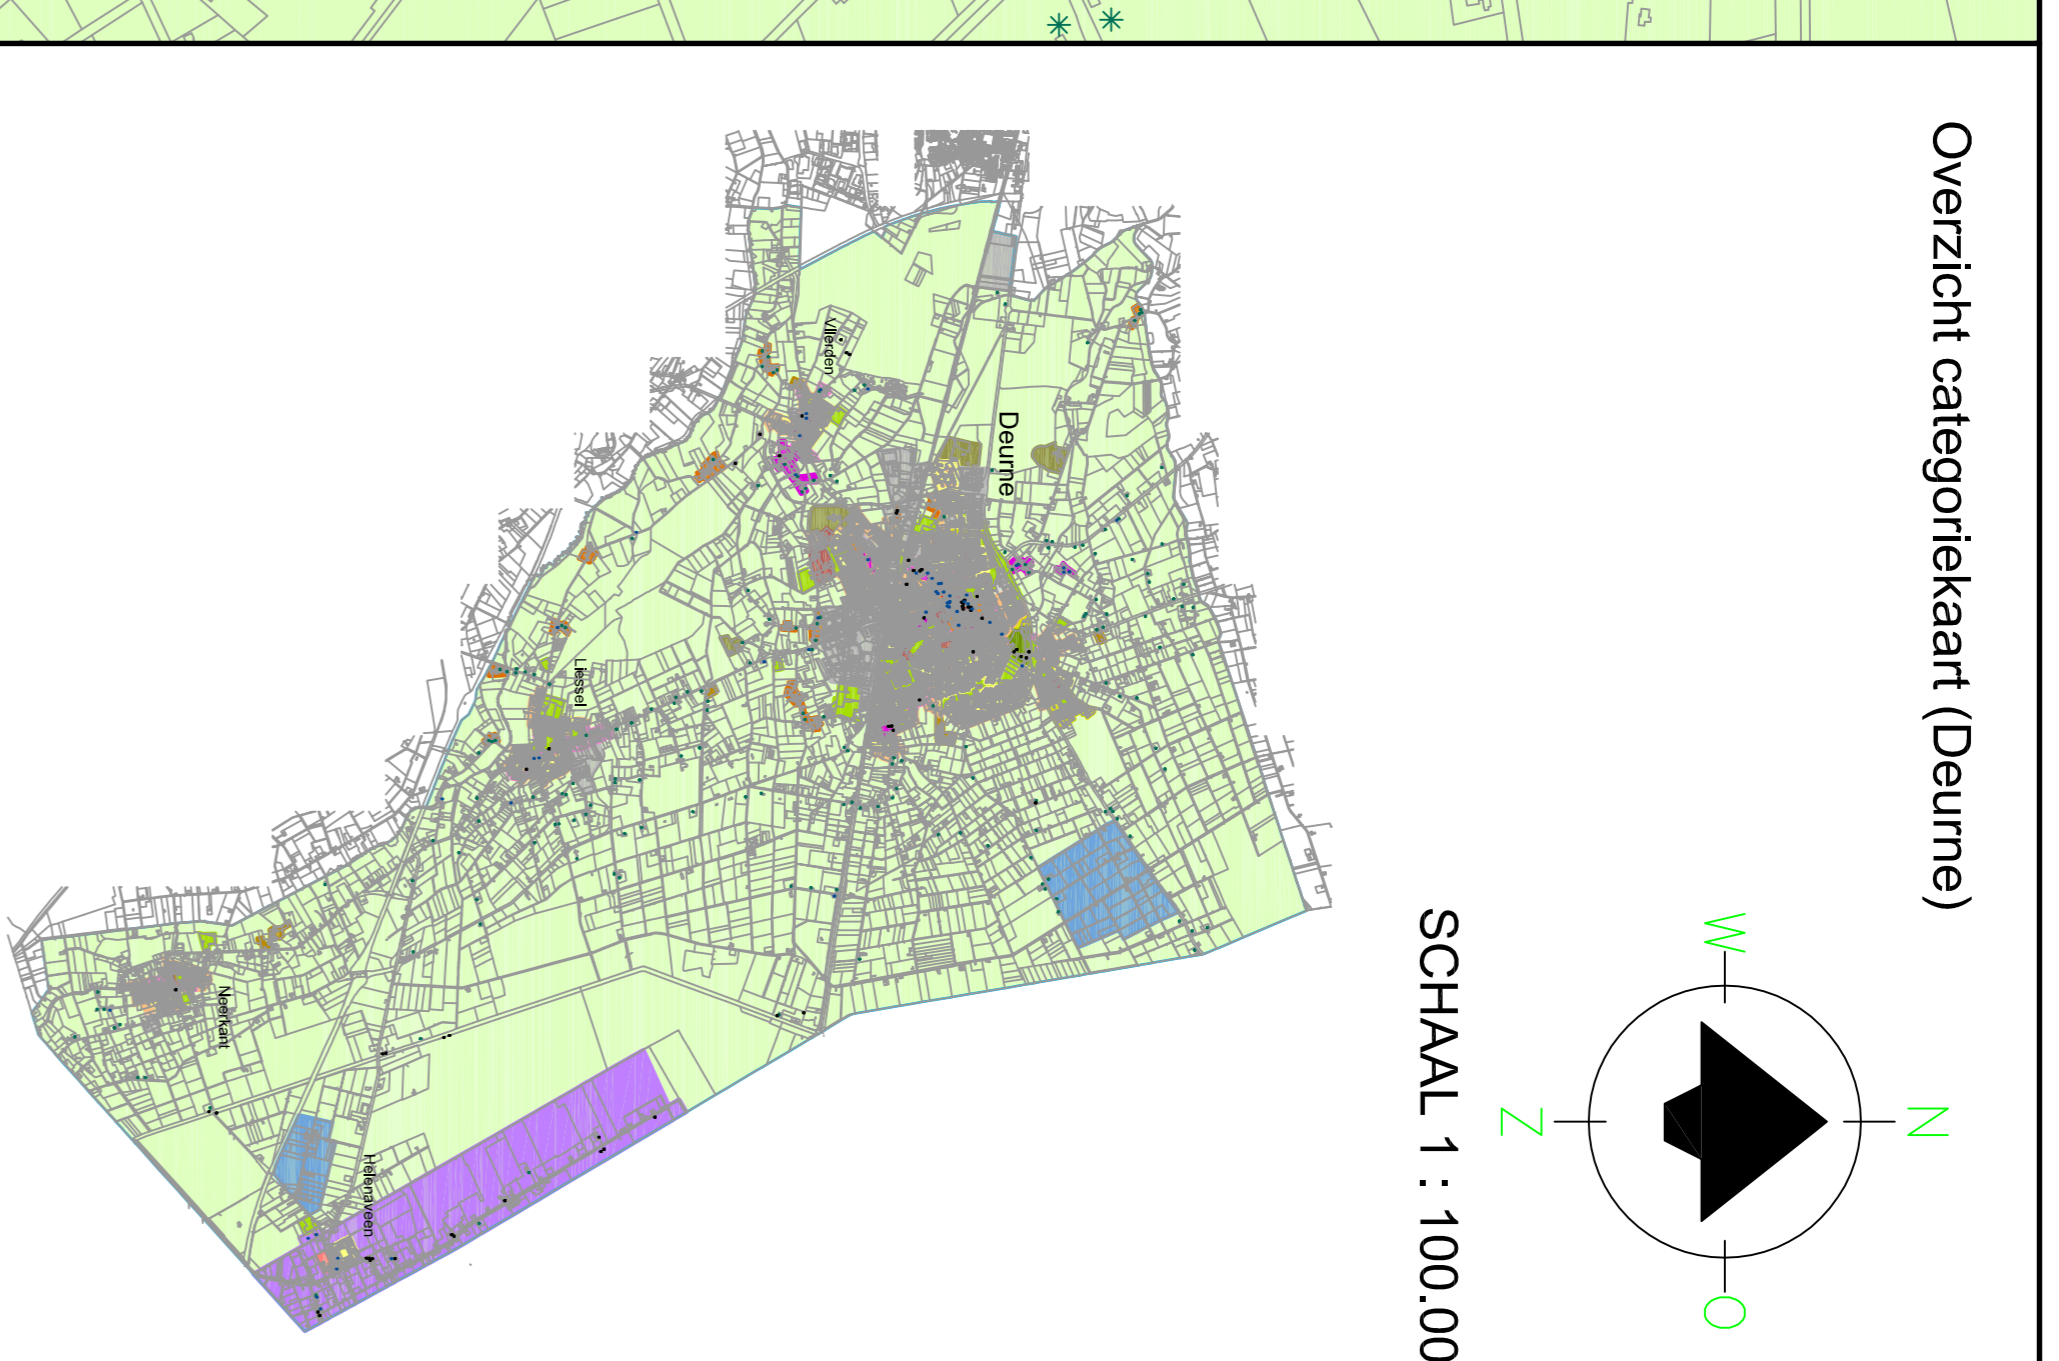 Overzicht categoriekaart (Deurne)
N
W
O
Z
SCHAAL 1 : 100.00
Deurne
Vlierden
Liessel
Helenaveen
Neerkant